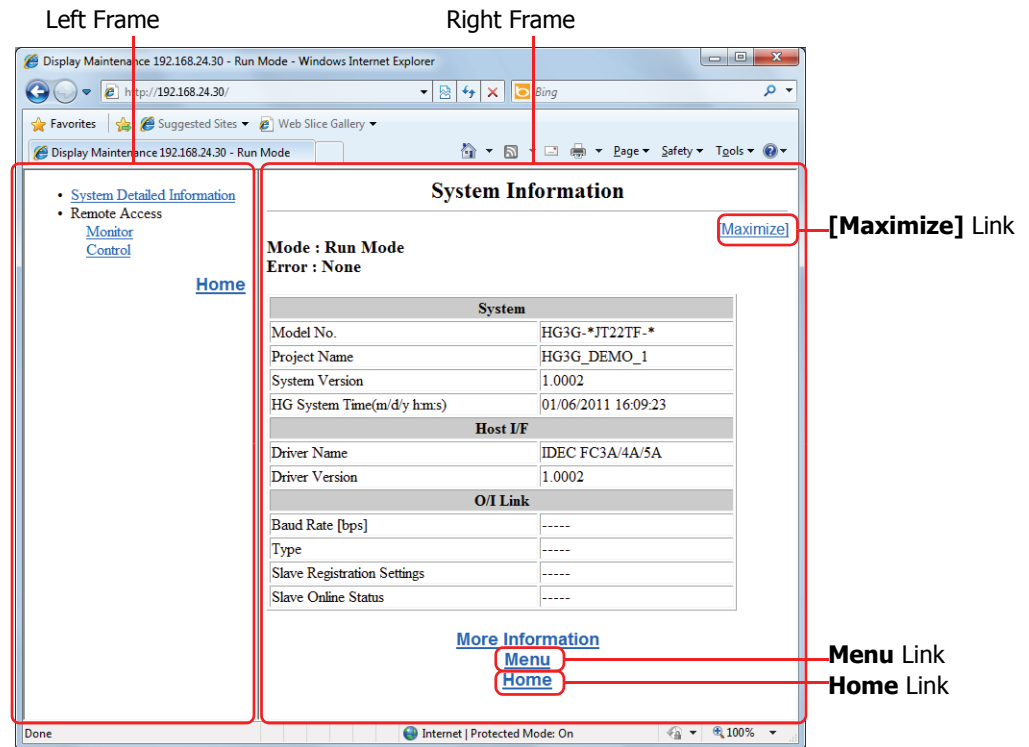 Left Frame
Right Frame
Display Maintenance 192.168.24.30 - Run Mode - Windows Internet Explorer
http://192.168.24.30/
Bing
Favorites
Suggested Sites
Web Slice Gallery
Display Maintenance 192.168.24.30 - Run Mode
Page
Safety
Tools
• System Detailed Information
• Remote Access
Monitor
Control
Home
System Information
[Maximize]
[Maximize] Link
Mode : Run Mode
Error : None
System
Model No. HG3G-*JT22TF-*
Project Name HG3G_DEMO_1
System Version 1.0002
HG System Time(m/d/y h:m:s) 01/06/2011 16:09:23
Host I/F
Driver Name IDEC FC3A/4A/5A
Driver Version 1.0002
O/I Link
Baud Rate [bps] -----
Type -----
Slave Registration Settings -----
Slave Online Status -----
More Information
Menu
Menu Link
Home
Home Link
Done
Internet | Protected Mode: On
100%